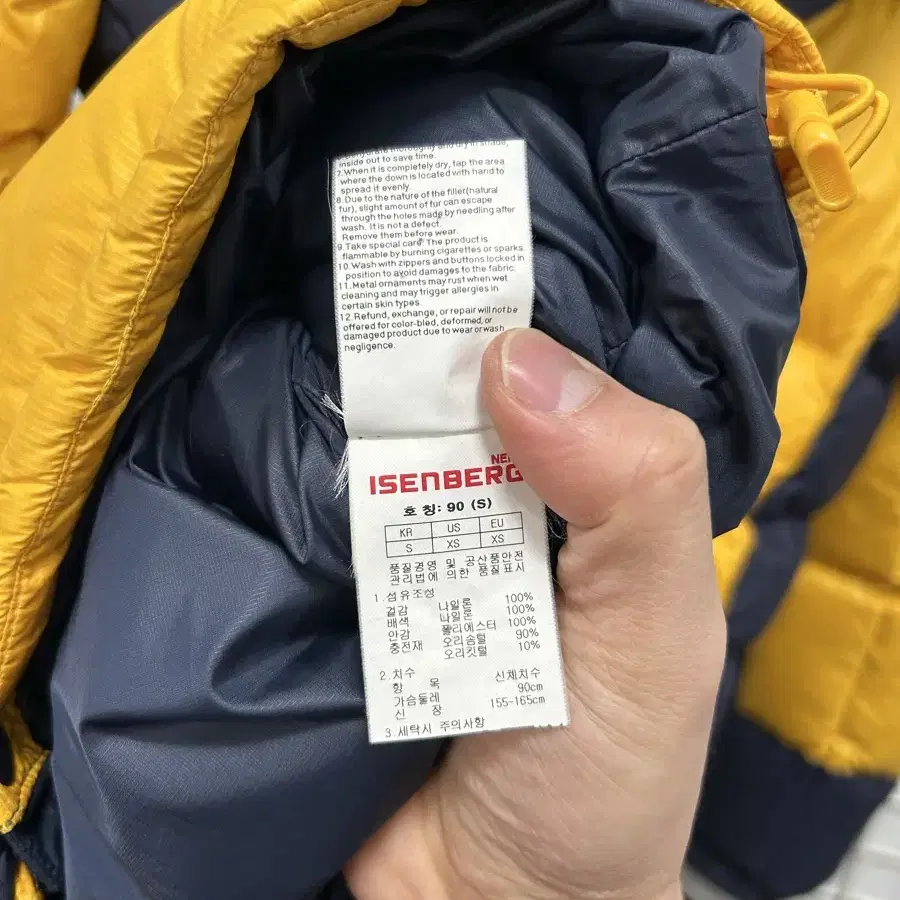 inside out to save time.
7.When it is completely dry, tap the area
where the down is located with hand to
spread it evenly.
8.Due to the nature of the filler(natural
fur), slight amount of fur can escape
through the holes made by needling after
wash. It is not a defect.
Remove them before wear.
9.Take special care. The product is
flammable by burning cigarettes or sparks.
10.Wash with zippers and buttons locked in
position to avoid damages to the fabric.
11.Metal ornaments may rust when wet
cleaning and may trigger allergies in
certain skin types.
12.Refund, exchange, or repair will not be
offered for color-bled, deformed, or
damaged product due to wear or wash
negligence.
ISENBERG
호 칭: 90 (S)
KR US EU
S XS XS
품질경영 및 공산품안전
관리법에 의한 품질표시
1.섬유조성
겉감 나일론 100%
배색 나일론 100%
안감 폴리에스터 100%
충전재 오리솜털 90%
오리깃털 10%
2.치수
항 목 신체치수
가슴둘레 90cm
신 장 155-165cm
3.세탁시 주의사항